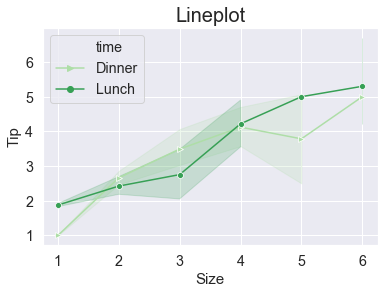 Lineplot
time
Dinner
Lunch
6
5
4
3
2
1
Tip
1 2 3 4 5 6
Size